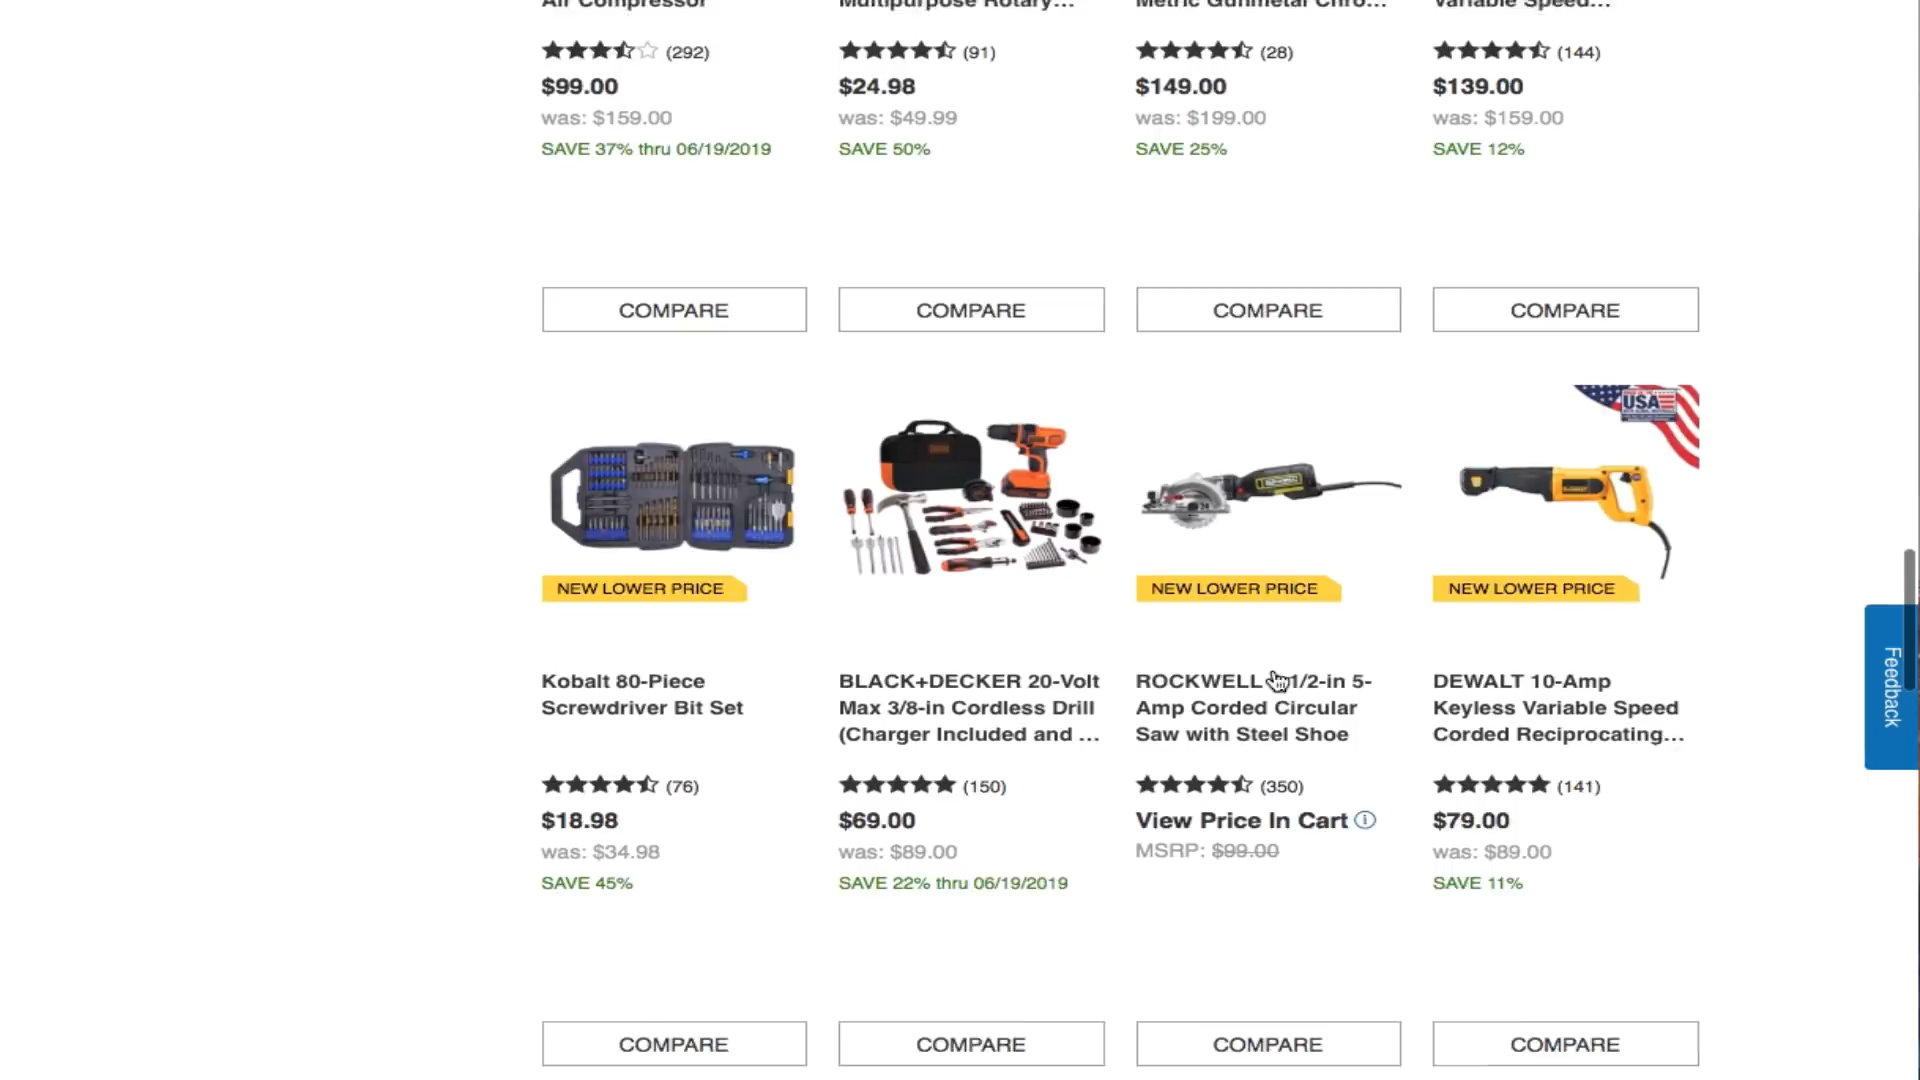 Air Compressor
Multipurpose Rotary...
Metric Gunmetal Chro...
Variable Speed...
(292)
(91)
(28)
(144)
$99.00
$24.98
$149.00
$139.00
was: $159.00
was: $49.99
was: $199.00
was: $159.00
SAVE 37% thru 06/19/2019
SAVE 50%
SAVE 25%
SAVE 12%
COMPARE
COMPARE
COMPARE
COMPARE
USA
NEW LOWER PRICE
NEW LOWER PRICE
NEW LOWER PRICE
Kobalt 80-Piece
Screwdriver Bit Set
BLACK+DECKER 20-Volt
Max 3/8-in Cordless Drill
(Charger Included and ...
ROCKWELL 1/2-in 5-
Amp Corded Circular
Saw with Steel Shoe
DEWALT 10-Amp
Keyless Variable Speed
Corded Reciprocating...
(76)
(150)
(350)
(141)
$18.98
$69.00
View Price In Cart
$79.00
was: $34.98
was: $89.00
MSRP: $99.00
was: $89.00
SAVE 45%
SAVE 22% thru 06/19/2019
SAVE 11%
COMPARE
COMPARE
COMPARE
COMPARE
Feedback